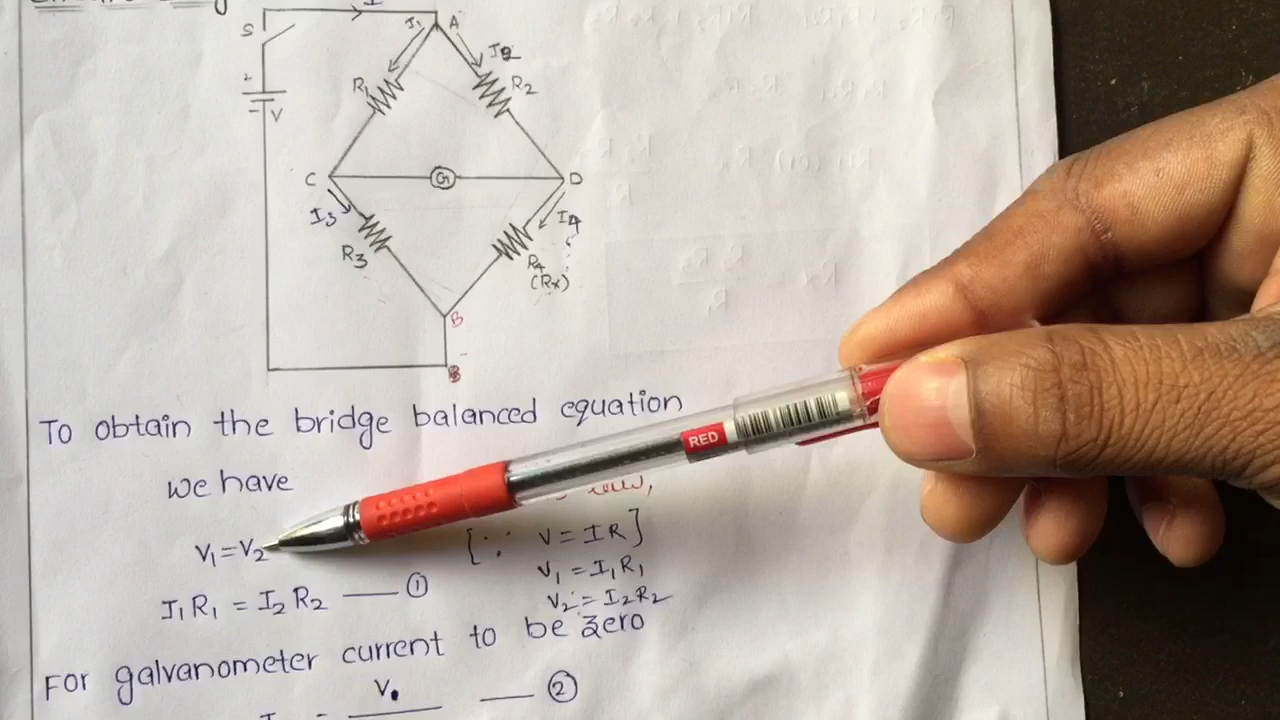 I
S
I₁
A
I2
R₁
R₂
+
-
V
C
G
D
I₃
I4
R3
R4
(Rx)
B
B
To obtain the bridge balanced equation
we have
law,
V₁=V₂
[∵ V=IR]
V₁=I₁R₁
I₁R₁ = I₂R₂ — ①
V₂=I₂R₂
For galvanometer current to be zero
V. — ②
RED